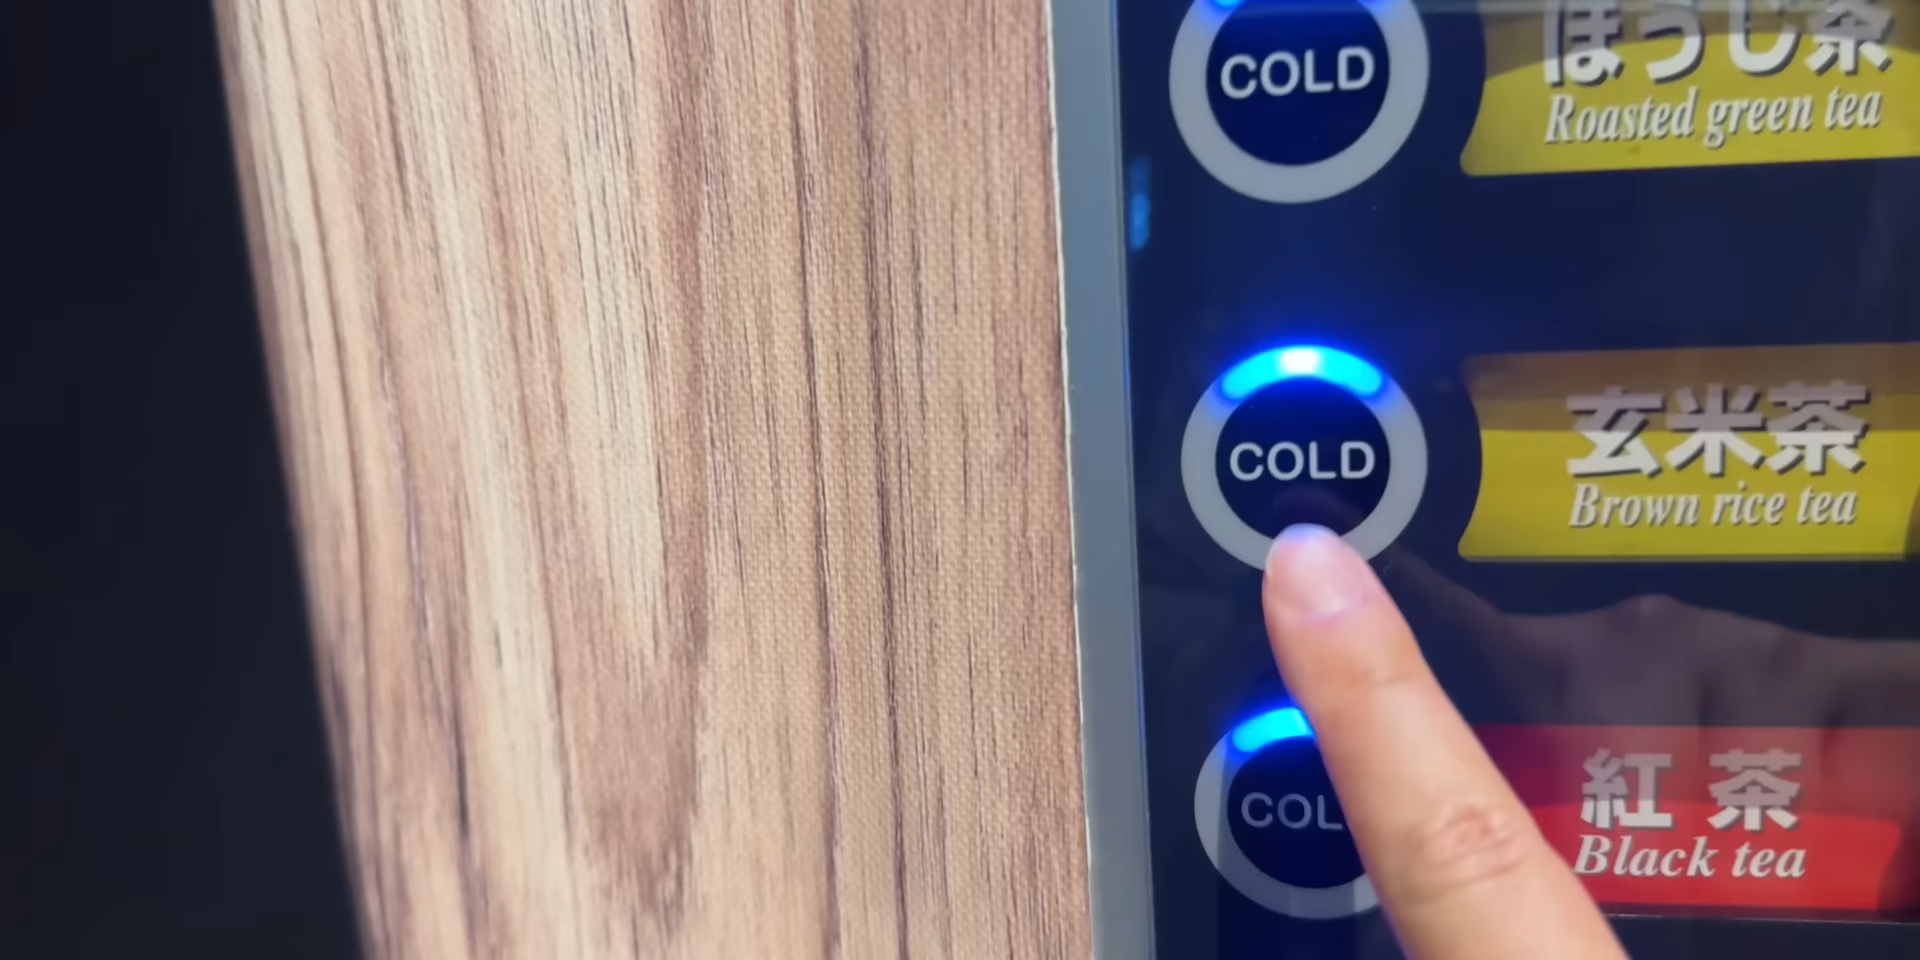 COLD
ほうじ茶
Roasted green tea
COLD
玄米茶
Brown rice tea
COL
紅茶
Black tea